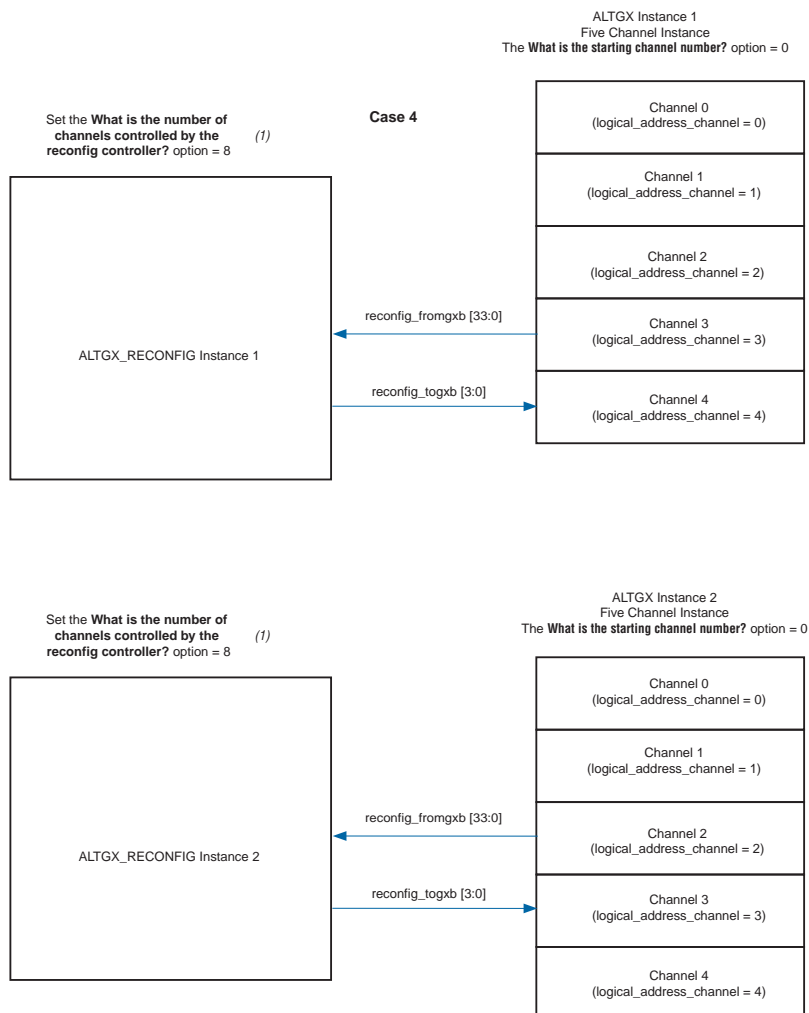 ALTGX Instance 1
Five Channel Instance
The What is the starting channel number? option = 0
Case 4
Set the What is the number of
channels controlled by the (1)
reconfig controller? option = 8
Channel 0
(logical_address_channel = 0)
Channel 1
(logical_address_channel = 1)
Channel 2
(logical_address_channel = 2)
reconfig_fromgxb [33:0]
Channel 3
(logical_address_channel = 3)
ALTGX_RECONFIG Instance 1
reconfig_togxb [3:0]
Channel 4
(logical_address_channel = 4)
ALTGX Instance 2
Five Channel Instance
The What is the starting channel number? option = 0
Set the What is the number of
channels controlled by the (1)
reconfig controller? option = 8
Channel 0
(logical_address_channel = 0)
Channel 1
(logical_address_channel = 1)
reconfig_fromgxb [33:0]
Channel 2
(logical_address_channel = 2)
ALTGX_RECONFIG Instance 2
reconfig_togxb [3:0]
Channel 3
(logical_address_channel = 3)
Channel 4
(logical_address_channel = 4)